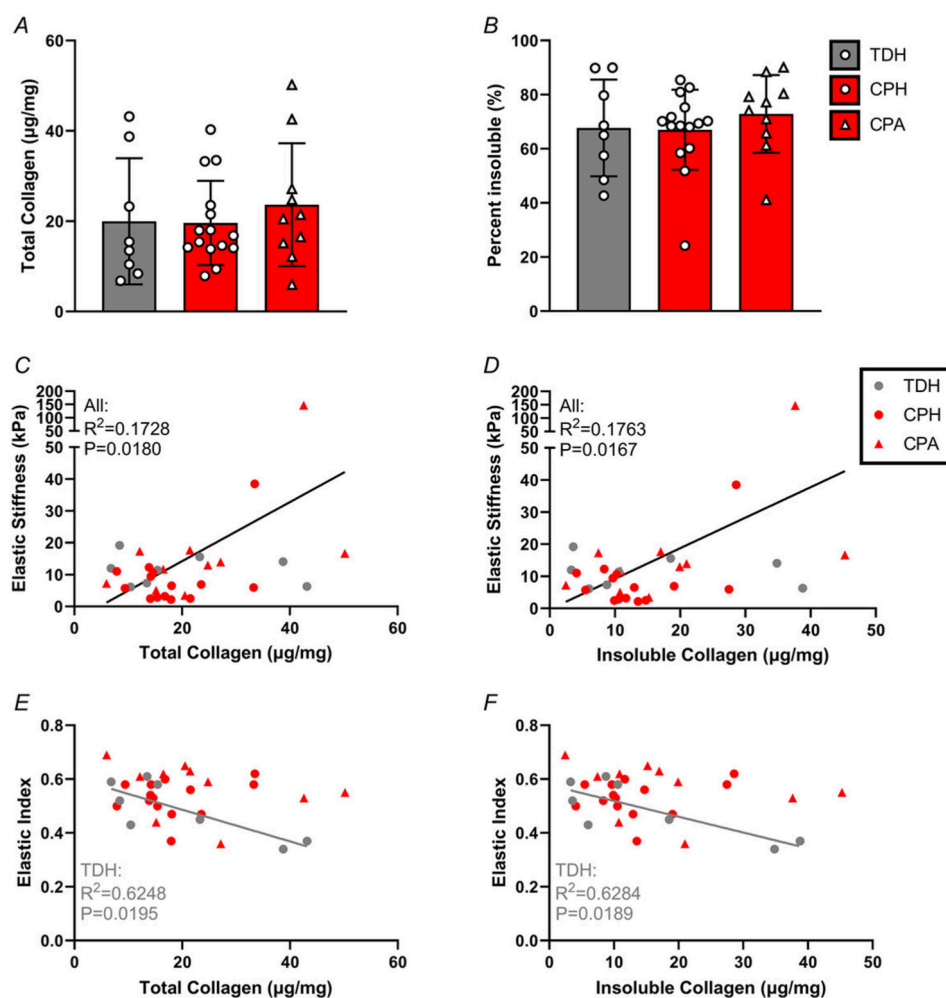 A
Total Collagen (µg/mg)
60
40
20
0
B
Percent insoluble (%)
100
80
60
40
20
0
TDH
CPH
CPA
C
Elastic Stiffness (kPa)
200
150
100
50
50
40
30
20
10
0
All:
R²=0.1728
P=0.0180
0 20 40 60
Total Collagen (µg/mg)
D
Elastic Stiffness (kPa)
200
150
100
50
50
40
30
20
10
0
All:
R²=0.1763
P=0.0167
0 10 20 30 40 50
Insoluble Collagen (µg/mg)
TDH
CPH
CPA
E
Elastic Index
0.8
0.6
0.4
0.2
0.0
TDH:
R²=0.6248
P=0.0195
0 20 40 60
Total Collagen (µg/mg)
F
Elastic Index
0.8
0.6
0.4
0.2
0.0
TDH:
R²=0.6284
P=0.0189
0 10 20 30 40 50
Insoluble Collagen (µg/mg)